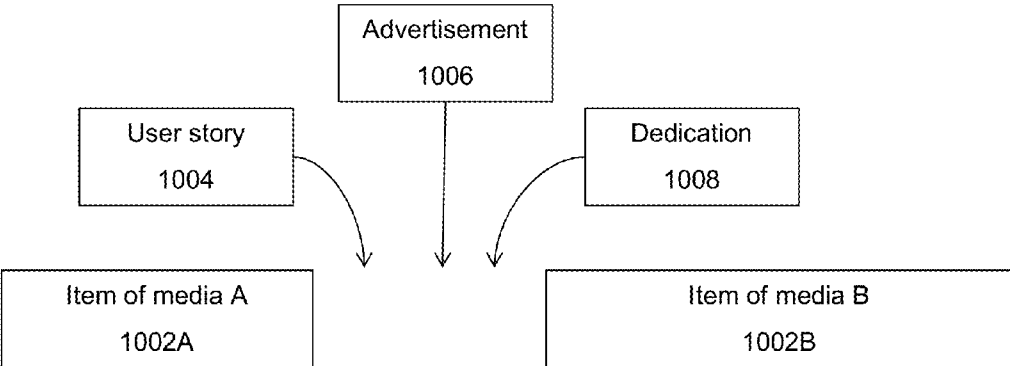 Advertisement
1006
User story
1004
Dedication
1008
Item of media A
1002A
Item of media B
1002B